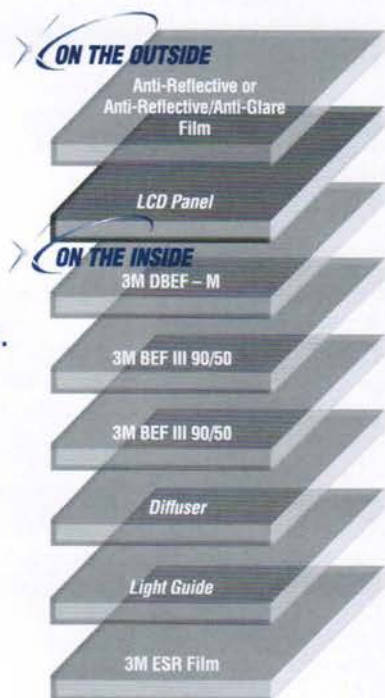 ON THE OUTSIDE
Anti-Reflective or
Anti-Reflective/Anti-Glare
Film
LCD Panel
ON THE INSIDE
3M DBEF – M
3M BEF III 90/50
3M BEF III 90/50
Diffuser
Light Guide
3M ESR Film